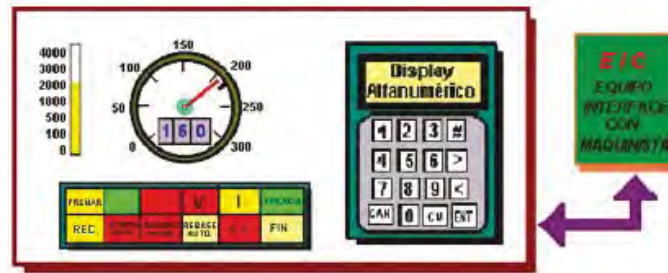 4000
3000
2000
1000
500
100
0
0
50
100
150
200
250
300
160
FRENAR
V
I
EFICACIA
REC
REBASE
AUTO.
FIN
Display
Alfanumérico
1 2 3 #
4 5 6 >
7 8 9 <
CAN 0 CU ENT
EIC
EQUIPO
INTERFACE
CON
MAQUINISTA